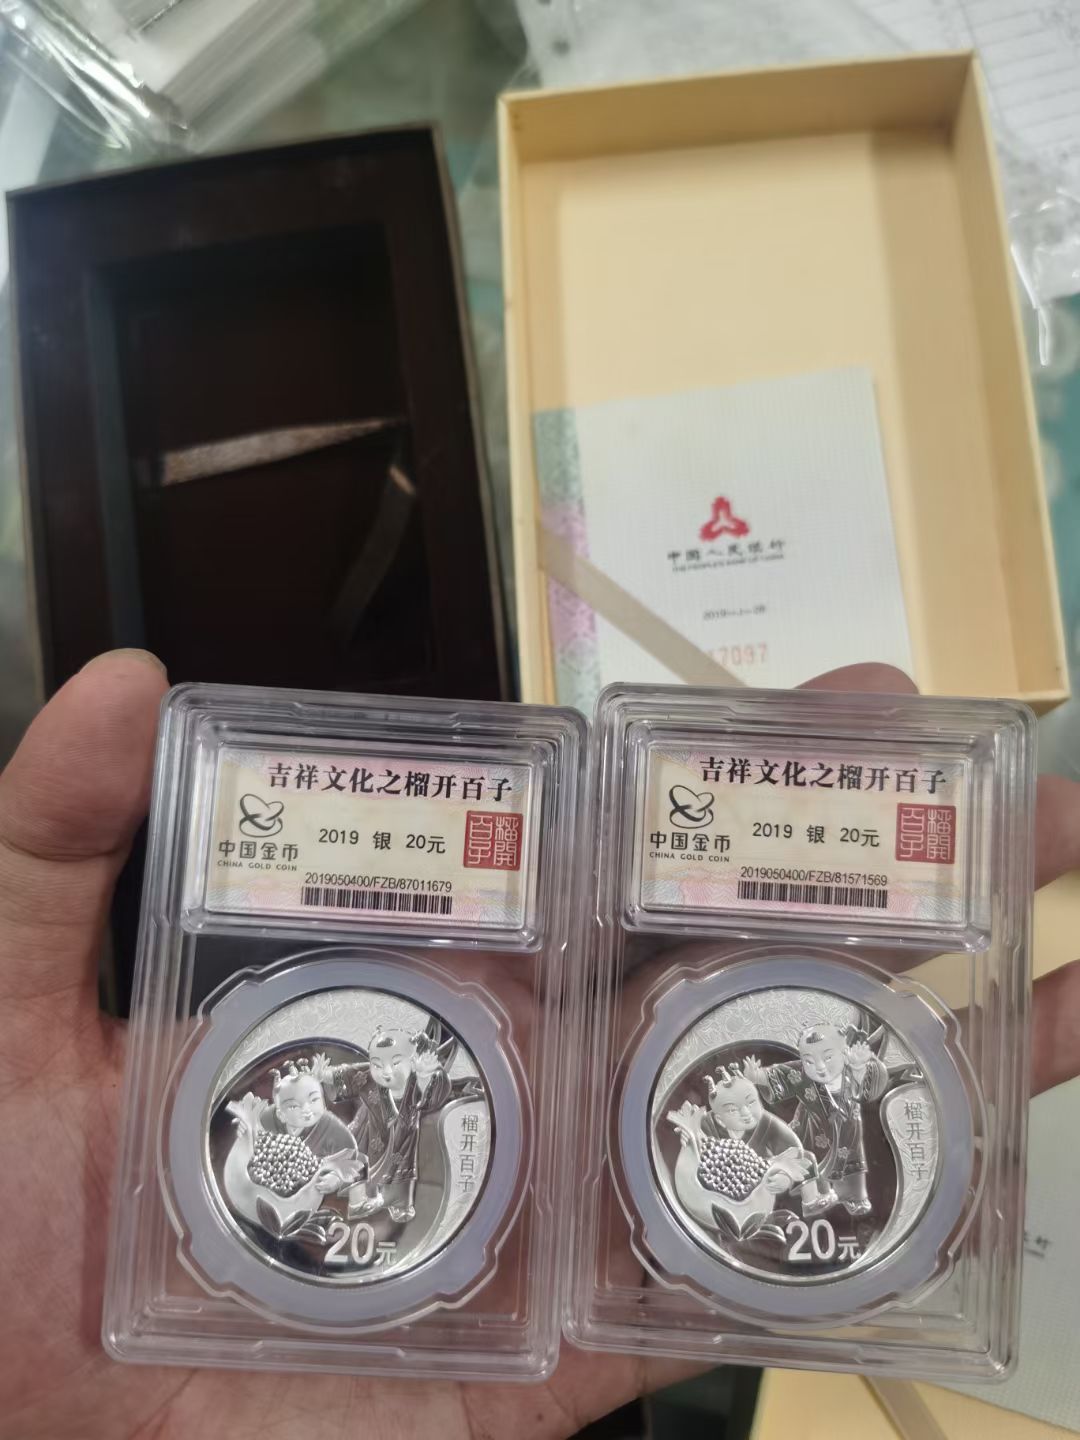 中国人民银行
THE PEOPLE'S BANK OF CHINA
7097
吉祥文化之榴开百子
中国金币
CHINA GOLD COIN
2019 银 20元
榴開百子
2019050400/FZB/87011679
榴开百子
20元
吉祥文化之榴开百子
中国金币
CHINA GOLD COIN
2019 银 20元
榴開百子
2019050400/FZB/81571569
榴开百子
20元